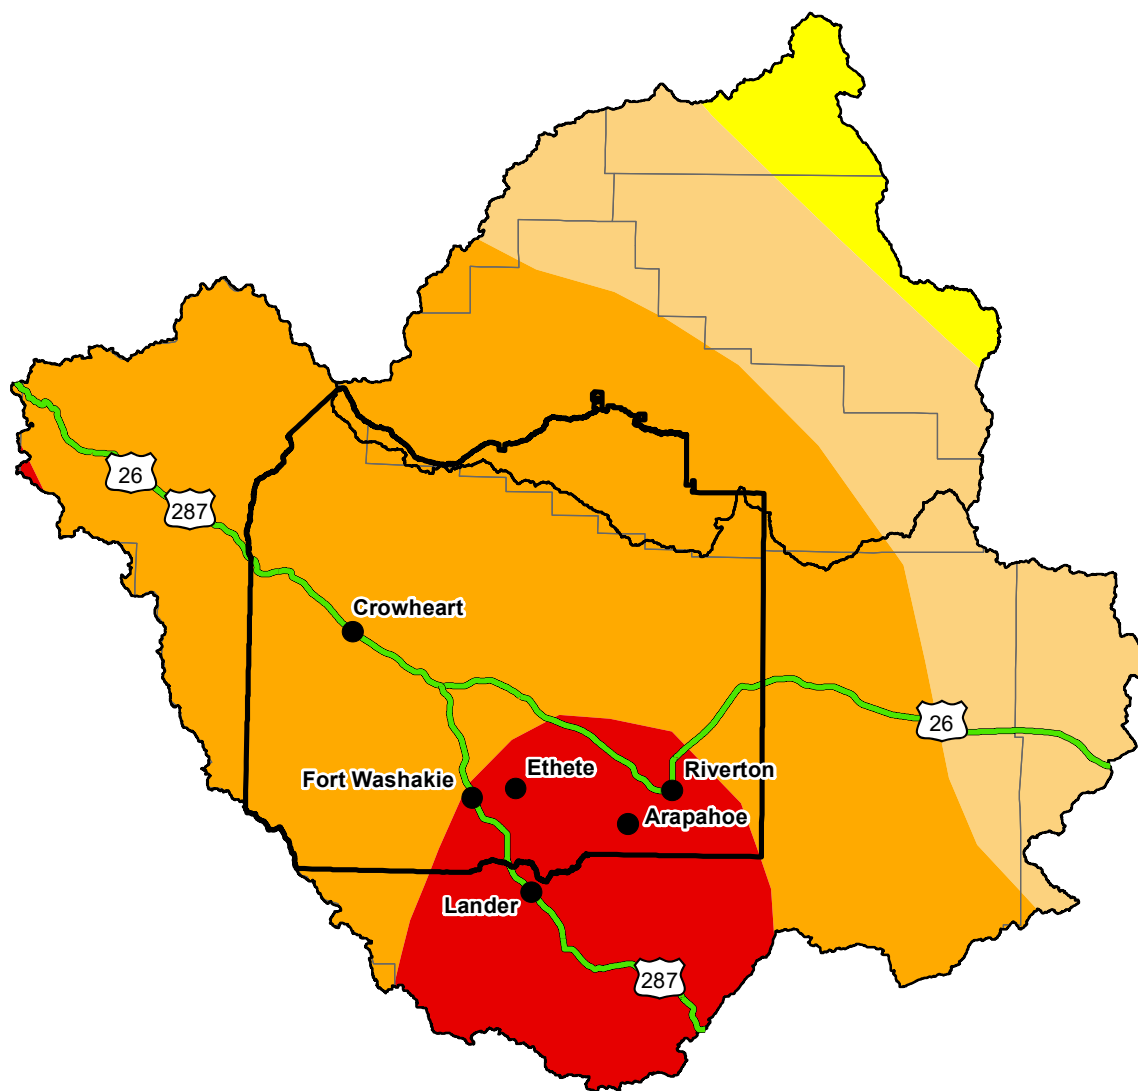 26
287
Crowheart
26
Ethete
Riverton
Fort Washakie
Arapahoe
Lander
287